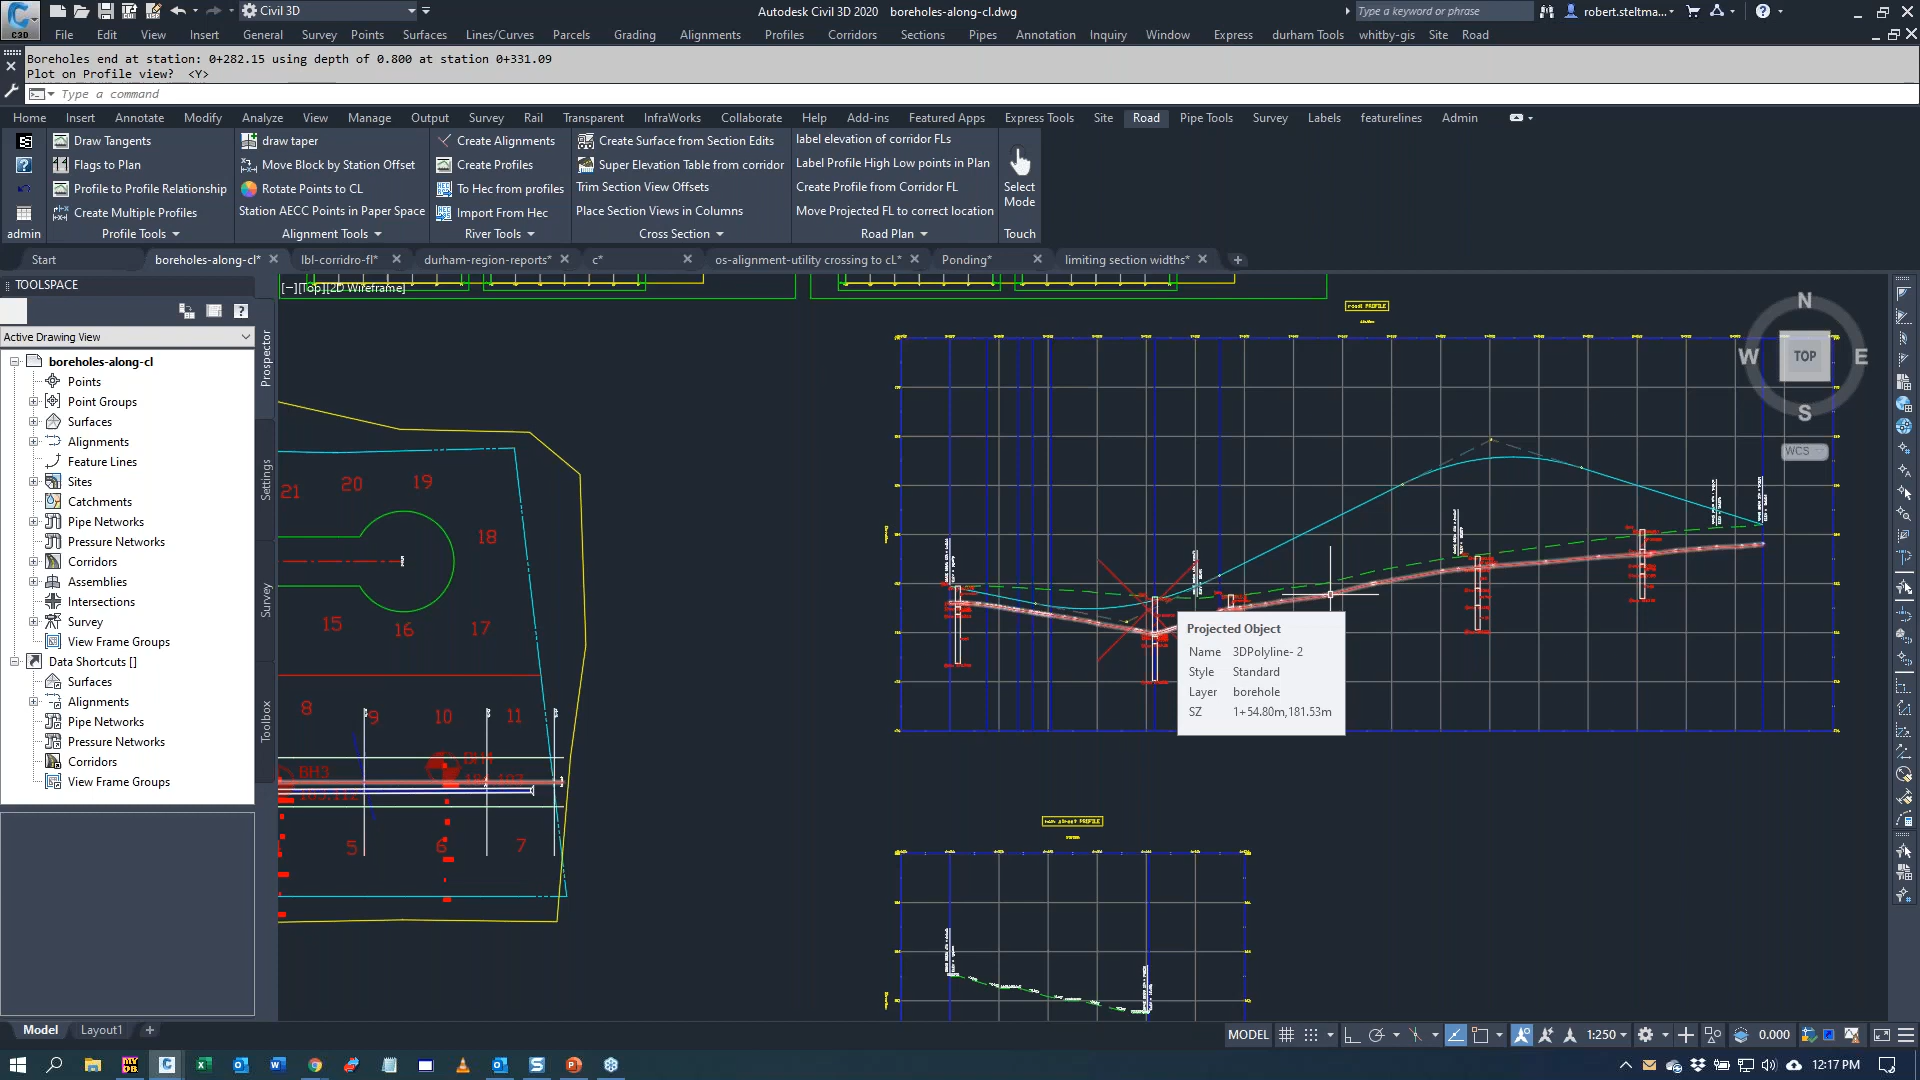 C3D
Civil 3D
Autodesk Civil 3D 2020 boreholes-along-cl.dwg
Type a keyword or phrase
robert.steltma...
File Edit View Insert General Survey Points Surfaces Lines/Curves Parcels Grading Alignments Profiles Corridors Sections Pipes Annotation Inquiry Window Express durham Tools whitby-gis Site Road
Boreholes end at station: 0+282.15 using depth of 0.800 at station 0+331.09
Plot on Profile view? <Y>
Type a command
Home Insert Annotate Modify Analyze View Manage Output Survey Rail Transparent InfraWorks Collaborate Help Add-ins Featured Apps Express Tools Site Road Pipe Tools Survey Labels featurelines Admin
Draw Tangents
Flags to Plan
Profile to Profile Relationship
Create Multiple Profiles
admin
Profile Tools
draw taper
Move Block by Station Offset
Rotate Points to CL
Station AECC Points in Paper Space
Alignment Tools
Create Alignments
Create Profiles
To Hec from profiles
Import From Hec
River Tools
Create Surface from Section Edits
Super Elevation Table from corridor
Trim Section View Offsets
Place Section Views in Columns
Cross Section
label elevation of corridor FLs
Label Profile High Low points in Plan
Create Profile from Corridor FL
Move Projected FL to correct location
Road Plan
Select
Mode
Touch
Start boreholes-along-cl* lbl-corridro-fl* durham-region-reports* c* os-alignment-utility crossing to cL* Ponding* limiting section widths*
TOOLSPACE
Active Drawing View
boreholes-along-cl
Points
Point Groups
Surfaces
Alignments
Feature Lines
Sites
Catchments
Pipe Networks
Pressure Networks
Corridors
Assemblies
Intersections
Survey
View Frame Groups
Data Shortcuts []
Surfaces
Alignments
Pipe Networks
Pressure Networks
Corridors
View Frame Groups
Prospector
Settings
Survey
Toolbox
[−][Top][2D Wireframe]
21 20 19
18
15 16 17
8 9 10 11
BH3
BH4
5 6 7
road PROFILE
N
W TOP E
S
WCS
Projected Object
Name 3DPolyline- 2
Style Standard
Layer borehole
SZ 1+54.80m,181.53m
main street PROFILE
Model Layout1
MODEL
1:250
0.000
12:17 PM